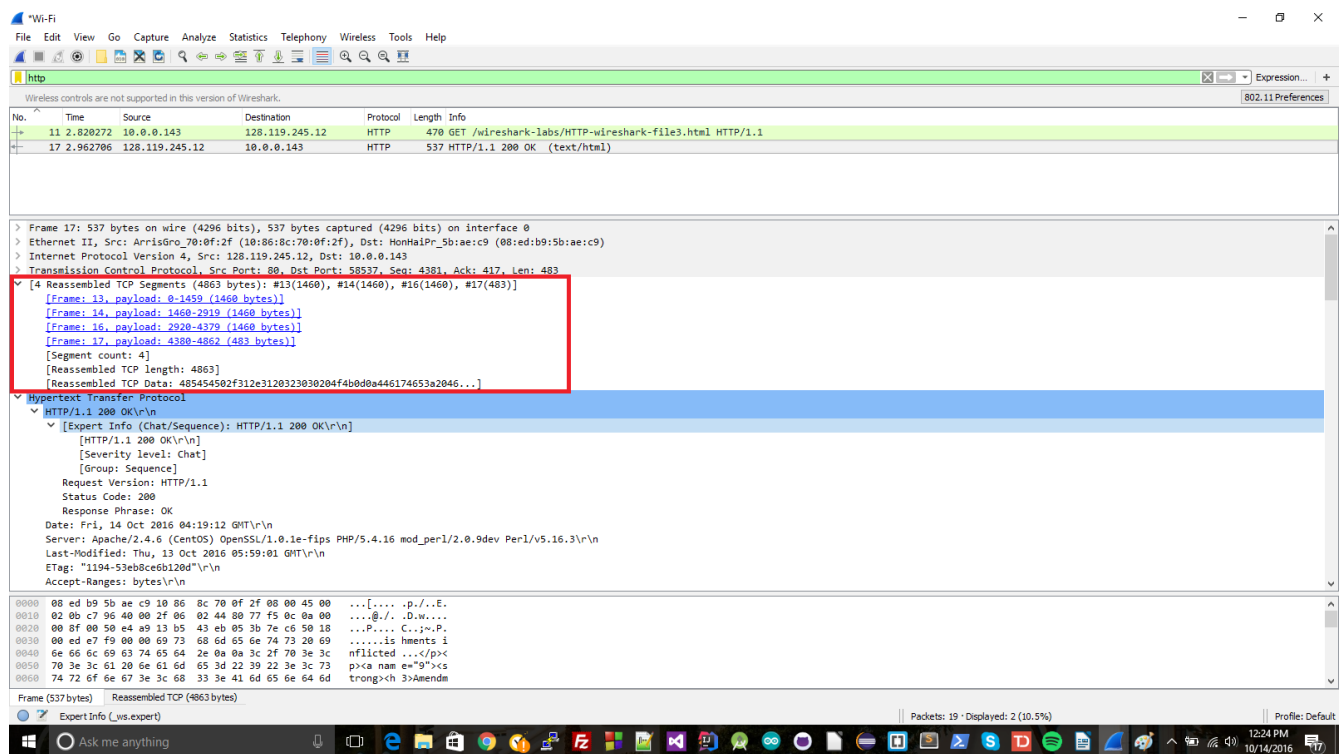 *Wi-Fi
File Edit View Go Capture Analyze Statistics Telephony Wireless Tools Help
http
Expression... +
Wireless controls are not supported in this version of Wireshark.
802.11 Preferences
No. Time Source Destination Protocol Length Info
11 2.820272 10.0.0.143 128.119.245.12 HTTP 470 GET /wireshark-labs/HTTP-wireshark-file3.html HTTP/1.1
17 2.962706 128.119.245.12 10.0.0.143 HTTP 537 HTTP/1.1 200 OK (text/html)
> Frame 17: 537 bytes on wire (4296 bits), 537 bytes captured (4296 bits) on interface 0
> Ethernet II, Src: ArrisGro_70:0f:2f (10:86:8c:70:0f:2f), Dst: HonHaiPr_5b:ae:c9 (08:ed:b9:5b:ae:c9)
> Internet Protocol Version 4, Src: 128.119.245.12, Dst: 10.0.0.143
> Transmission Control Protocol, Src Port: 80, Dst Port: 58537, Seq: 4381, Ack: 417, Len: 483
[4 Reassembled TCP Segments (4863 bytes): #13(1460), #14(1460), #16(1460), #17(483)]
[Frame: 13, payload: 0-1459 (1460 bytes)]
[Frame: 14, payload: 1460-2919 (1460 bytes)]
[Frame: 16, payload: 2920-4379 (1460 bytes)]
[Frame: 17, payload: 4380-4862 (483 bytes)]
[Segment count: 4]
[Reassembled TCP length: 4863]
[Reassembled TCP Data: 485454502f312e3120323030204f4b0d0a446174653a2046...]
Hypertext Transfer Protocol
HTTP/1.1 200 OK\r\n
[Expert Info (Chat/Sequence): HTTP/1.1 200 OK\r\n]
[HTTP/1.1 200 OK\r\n]
[Severity level: Chat]
[Group: Sequence]
Request Version: HTTP/1.1
Status Code: 200
Response Phrase: OK
Date: Fri, 14 Oct 2016 04:19:12 GMT\r\n
Server: Apache/2.4.6 (CentOS) OpenSSL/1.0.1e-fips PHP/5.4.16 mod_perl/2.0.9dev Perl/v5.16.3\r\n
Last-Modified: Thu, 13 Oct 2016 05:59:01 GMT\r\n
ETag: "1194-53eb8ce6b120d"\r\n
Accept-Ranges: bytes\r\n
0000 08 ed b9 5b ae c9 10 86 8c 70 0f 2f 08 00 45 00 ...[.... .p./..E.
0010 02 0b c7 96 40 00 2f 06 02 44 80 77 f5 0c 0a 00 ....@./. .D.w....
0020 00 8f 00 50 e4 a9 13 b5 43 eb 05 3b 7e c6 50 18 ...P.... C..;~.P.
0030 00 ed e7 f9 00 00 69 73 68 6d 65 6e 74 73 20 69 ......is hments i
0040 6e 66 6c 69 63 74 65 64 2e 0a 0a 3c 2f 70 3e 3c nflicted ...</p><
0050 70 3e 3c 61 20 6e 61 6d 65 3d 22 39 22 3e 3c 73 p><a nam e="9"><s
0060 74 72 6f 6e 67 3e 3c 68 33 3e 41 6d 65 6e 64 6d trong><h 3>Amendm
Frame (537 bytes) Reassembled TCP (4863 bytes)
Expert Info (_ws.expert) Packets: 19 · Displayed: 2 (10.5%) Profile: Default
Ask me anything
12:24 PM
10/14/2016